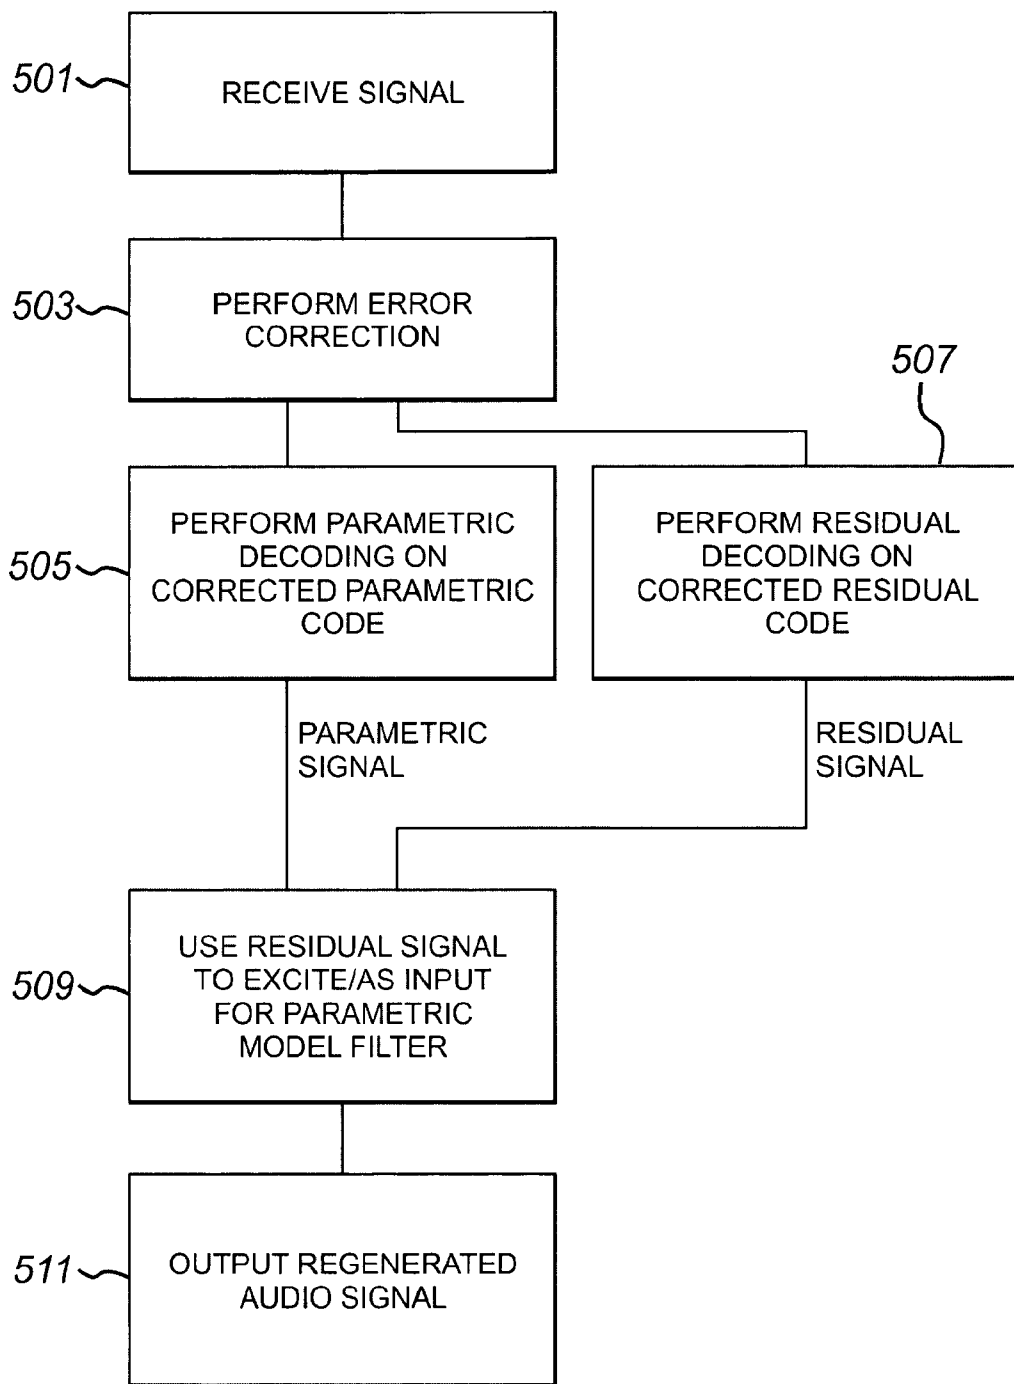 501
RECEIVE SIGNAL
503
PERFORM ERROR
CORRECTION
507
505
PERFORM PARAMETRIC
DECODING ON
CORRECTED PARAMETRIC
CODE
PERFORM RESIDUAL
DECODING ON
CORRECTED RESIDUAL
CODE
PARAMETRIC
SIGNAL
RESIDUAL
SIGNAL
509
USE RESIDUAL SIGNAL
TO EXCITE/AS INPUT
FOR PARAMETRIC
MODEL FILTER
511
OUTPUT REGENERATED
AUDIO SIGNAL